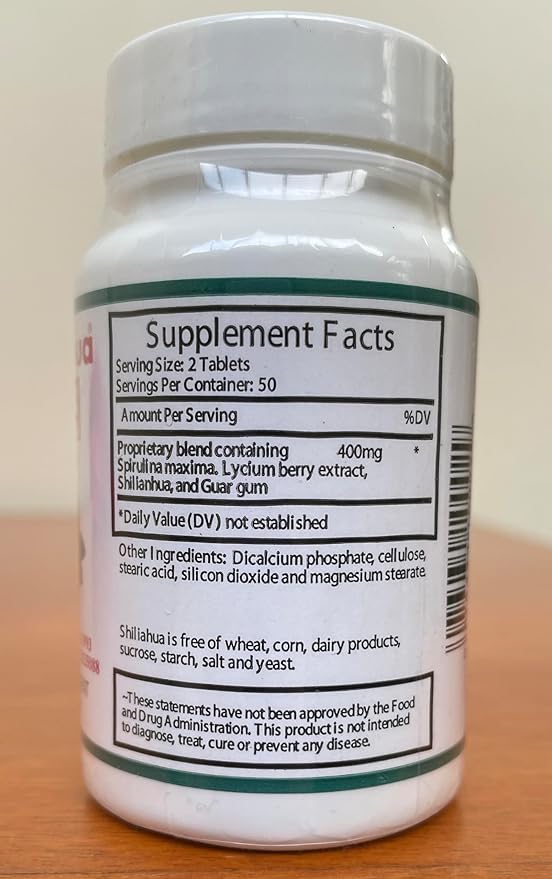 ua®
Supplement Facts
Serving Size: 2 Tablets
Servings Per Container: 50
Amount Per Serving %DV
Proprietary blend containing 400mg *
Spirulina maxima. Lycium berry extract,
Shilianhua, and Guar gum
*Daily Value (DV) not established
Other Ingredients: Dicalcium phosphate, cellulose,
stearic acid, silicon dioxide and magnesium stearate.
Shiliahua is free of wheat, corn, dairy products,
sucrose, starch, salt and yeast.
~These statements have not been approved by the Food
and Drug Administration. This product is not intended
to diagnose, treat, cure or prevent any disease.